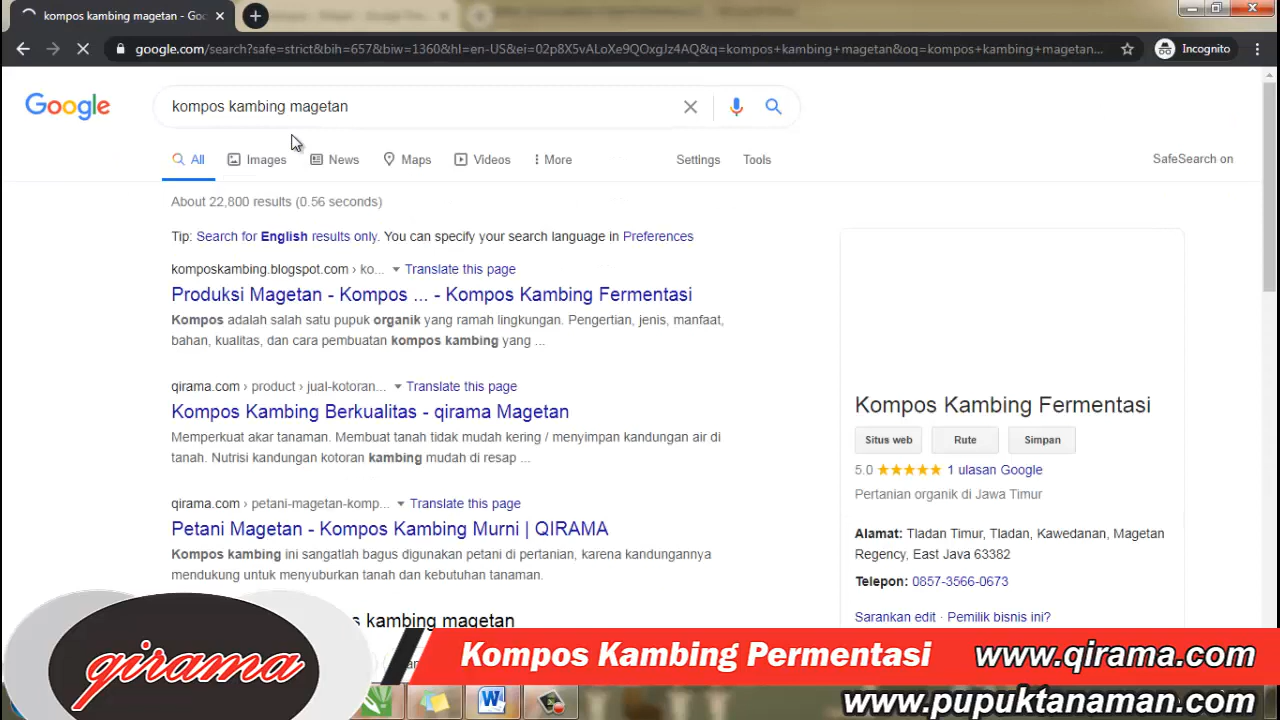 kompos kambing magetan - Goo
google.com/search?safe=strict&bih=657&biw=1360&hl=en-US&ei=02p8X5vALoXe9QOxgJz4AQ&q=kompos+kambing+magetan&oq=kompos+kambing+magetan...
Incognito
Google
kompos kambing magetan
All
Images
News
Maps
Videos
More
Settings
Tools
SafeSearch on
About 22,800 results (0.56 seconds)
Tip: Search for English results only. You can specify your search language in Preferences
komposkambing.blogspot.com › ko... Translate this page
Produksi Magetan - Kompos ... - Kompos Kambing Fermentasi
Kompos adalah salah satu pupuk organik yang ramah lingkungan. Pengertian, jenis, manfaat,
bahan, kualitas, dan cara pembuatan kompos kambing yang ...
qirama.com › product › jual-kotoran... Translate this page
Kompos Kambing Berkualitas - qirama Magetan
Memperkuat akar tanaman. Membuat tanah tidak mudah kering / menyimpan kandungan air di
tanah. Nutrisi kandungan kotoran kambing mudah di resap ...
qirama.com › petani-magetan-komp... Translate this page
Petani Magetan - Kompos Kambing Murni | QIRAMA
Kompos kambing ini sangatlah bagus digunakan petani di pertanian, karena kandungannya
mendukung untuk menyuburkan tanah dan kebutuhan tanaman.
s kambing magetan
Kompos Kambing Fermentasi
Situs web
Rute
Simpan
5.0 1 ulasan Google
Pertanian organik di Jawa Timur
Alamat: Tladan Timur, Tladan, Kawedanan, Magetan
Regency, East Java 63382
Telepon: 0857-3566-0673
Sarankan edit · Pemilik bisnis ini?
qirama
Kompos Kambing Permentasi
www.qirama.com
www.pupuktanaman.com